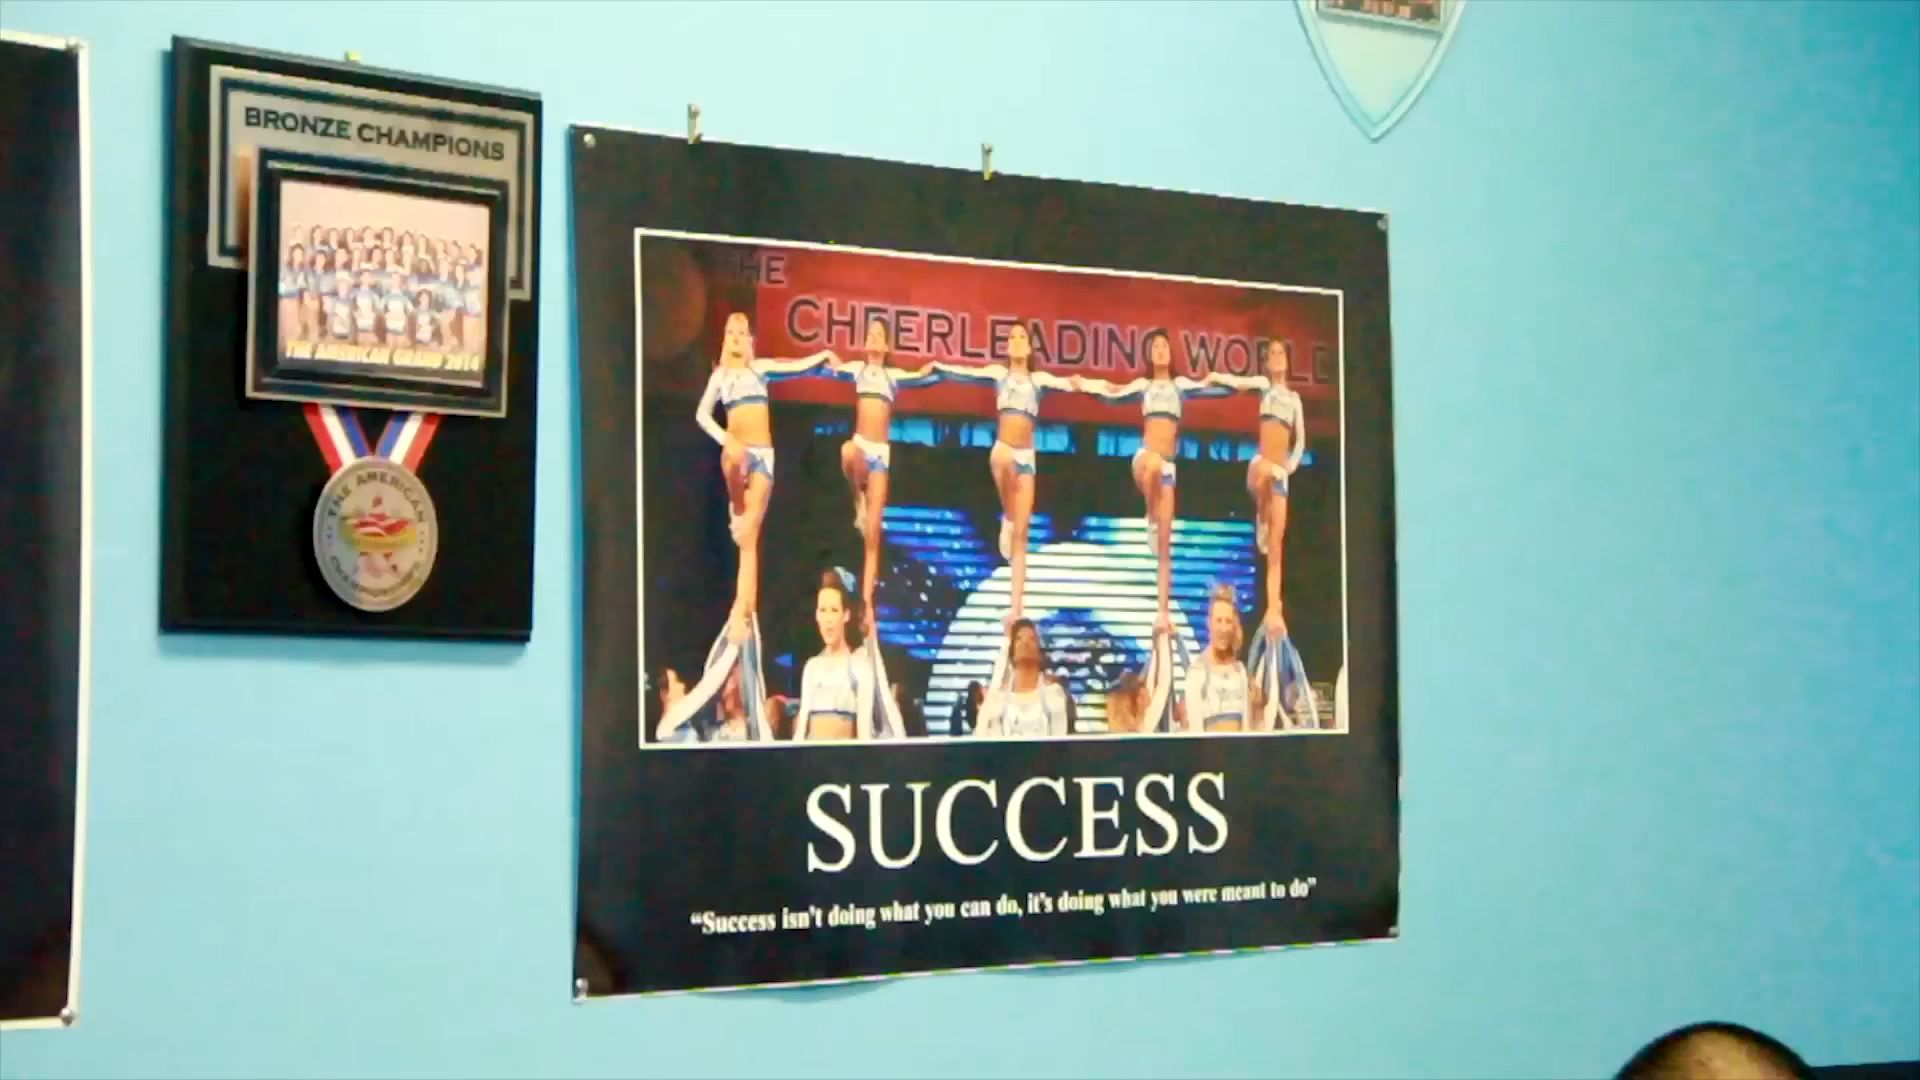 BRONZE CHAMPIONS
THE AMERICAN GRAND 2014
THE AMERICAN
THE
CHEERLEADING WORLD
SUCCESS
“Success isn't doing what you can do, it's doing what you were meant to do”